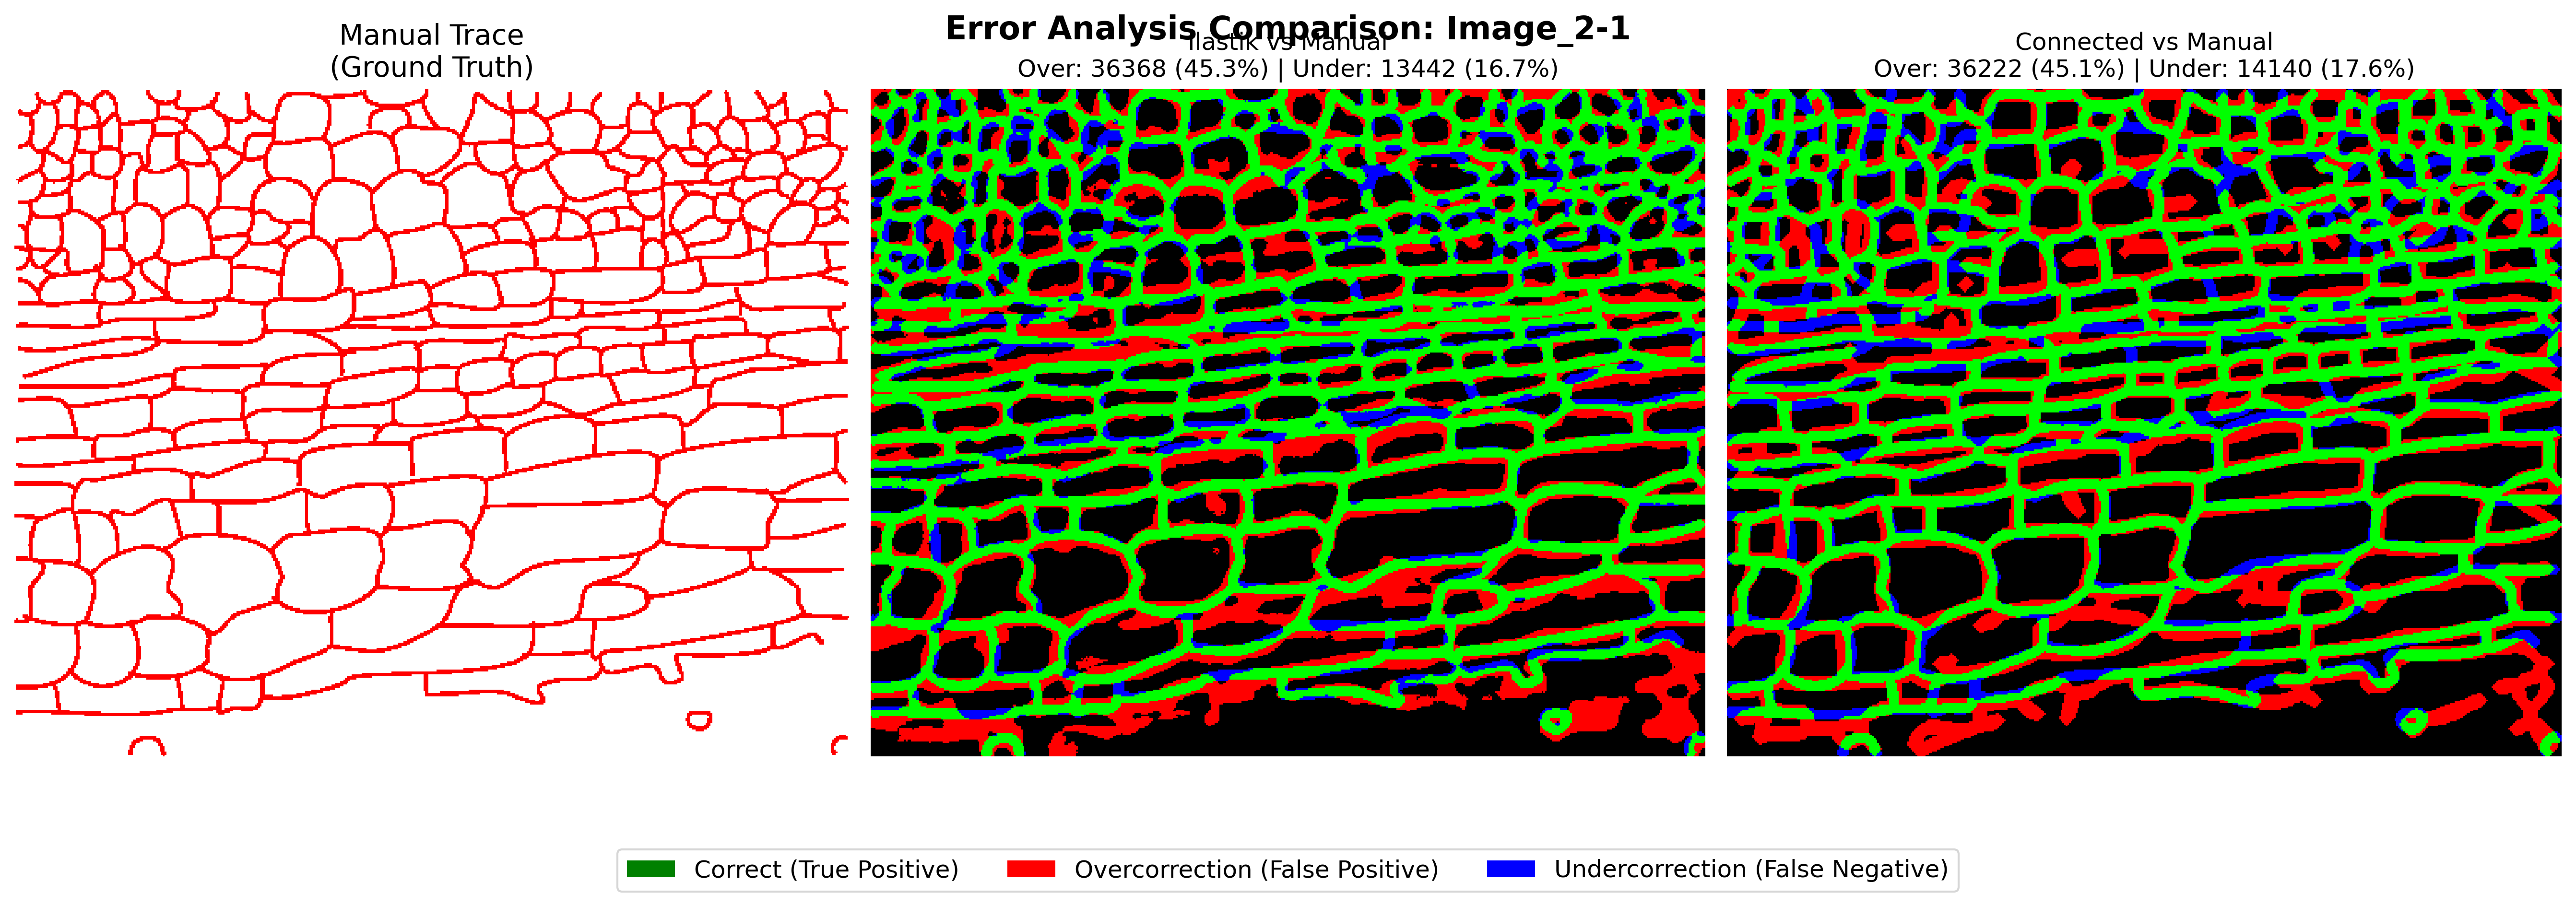 Error Analysis Comparison: Image_2-1
Manual Trace
(Ground Truth)
Ilastik vs Manual
Over: 36368 (45.3%) | Under: 13442 (16.7%)
Connected vs Manual
Over: 36222 (45.1%) | Under: 14140 (17.6%)
Correct (True Positive)
Overcorrection (False Positive)
Undercorrection (False Negative)